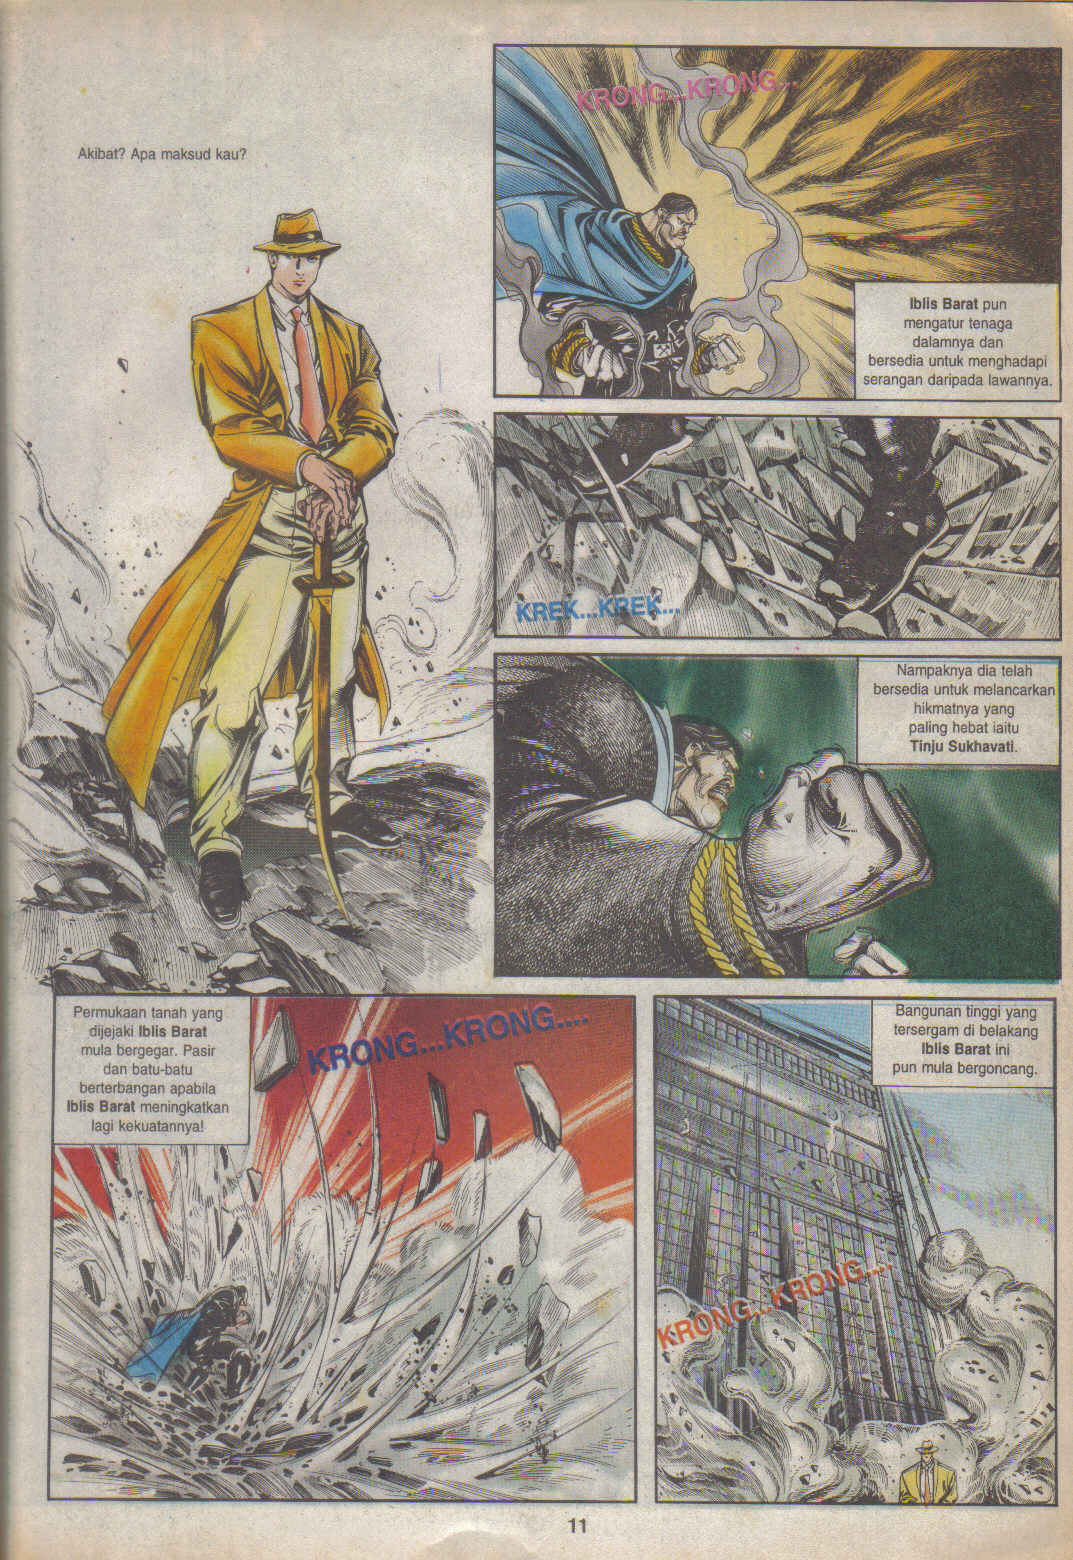 Akibat? Apa maksud kau?
KRONG...KRONG....
Iblis Barat pun
mengatur tenaga
dalamnya dan
bersedia untuk menghadapi
serangan daripada lawannya.
KREK....KREK....
Nampaknya dia telah
bersedia untuk melancarkan
hikmatnya yang
paling hebat iaitu
Tinju Sukhavati.
Permukaan tanah yang
dijejaki Iblis Barat
mula bergegar. Pasir
dan batu-batu
berterbangan apabila
Iblis Barat meningkatkan
lagi kekuatannya!
KRONG...KRONG....
Bangunan tinggi yang
tersergam di belakang
Iblis Barat ini
pun mula bergoncang.
KRONG...KRONG....
11